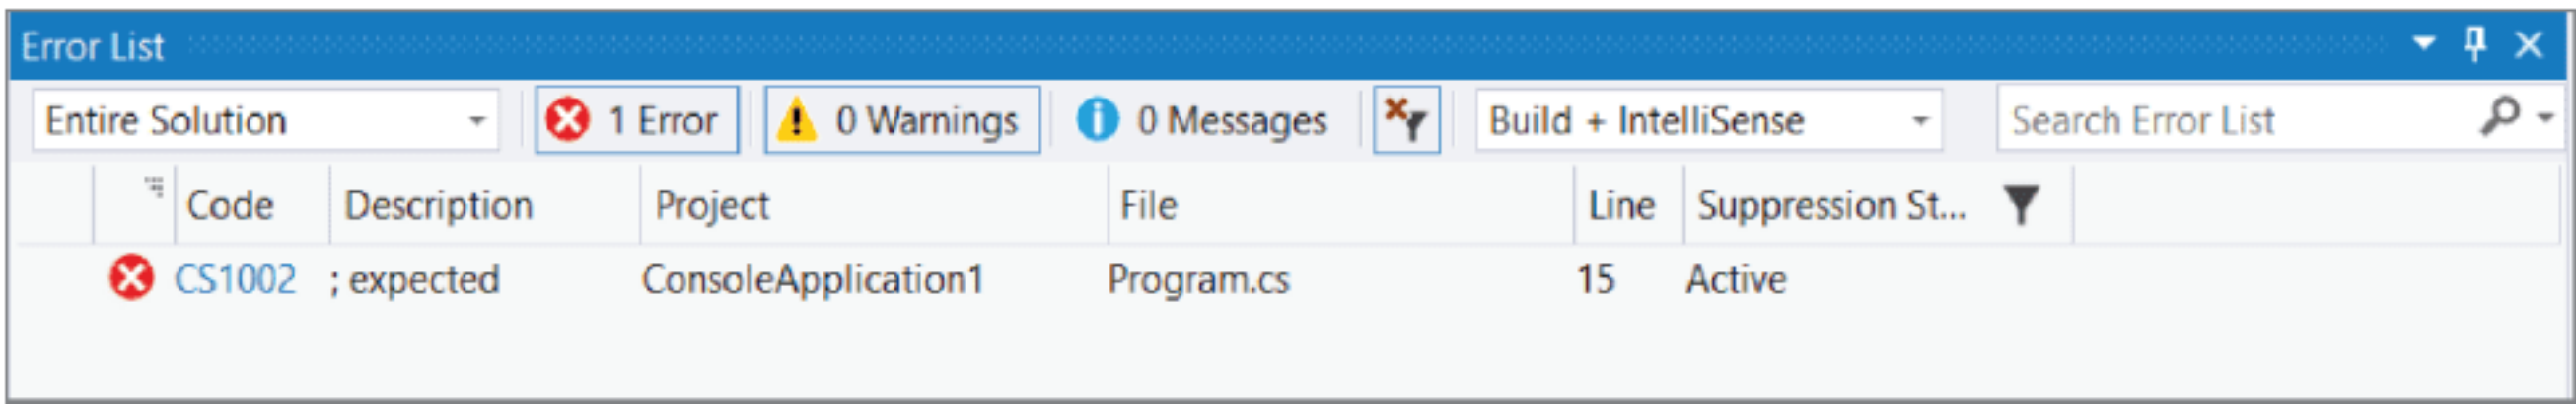 Error List
Entire Solution 1 Error 0 Warnings 0 Messages Build + IntelliSense Search Error List
Code Description Project File Line Suppression St...
CS1002 ; expected ConsoleApplication1 Program.cs 15 Active